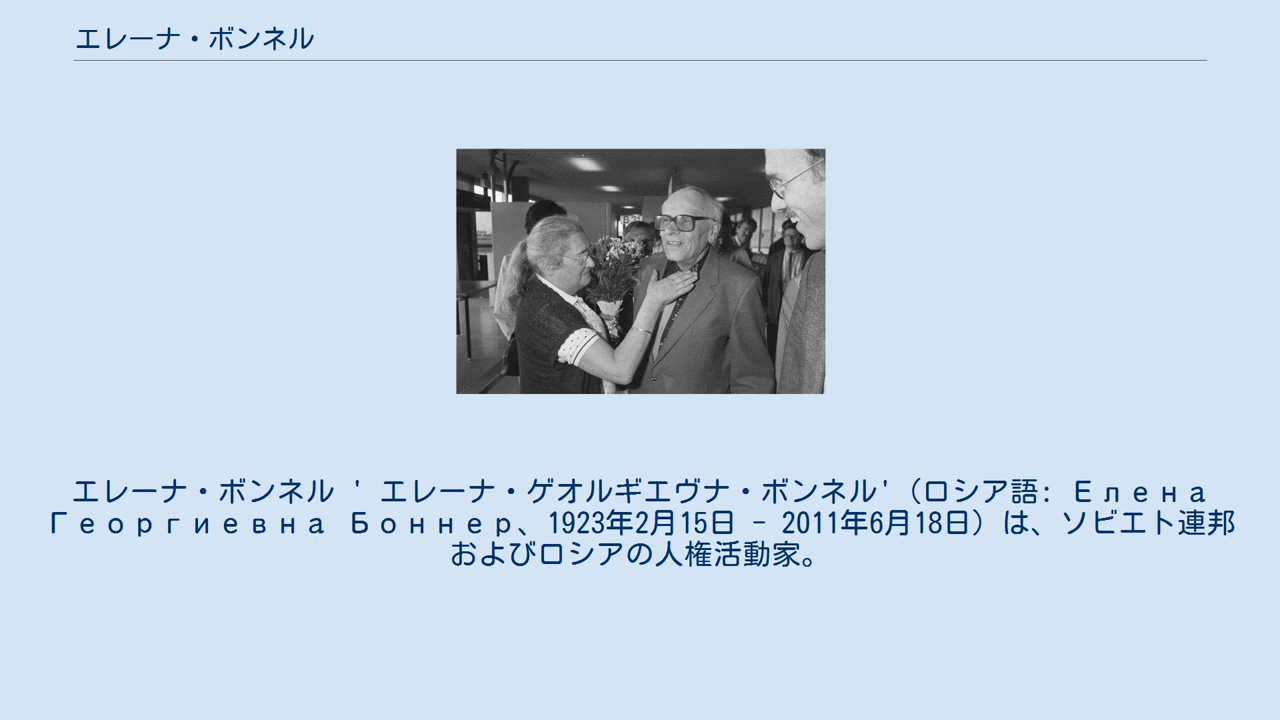 エレーナ・ボンネル
エレーナ・ボンネル ' エレーナ・ゲオルギエヴナ・ボンネル'（ロシア語: Елена
Георгиевна Боннер、1923年2月15日 - 2011年6月18日）は、ソビエト連邦
およびロシアの人権活動家。